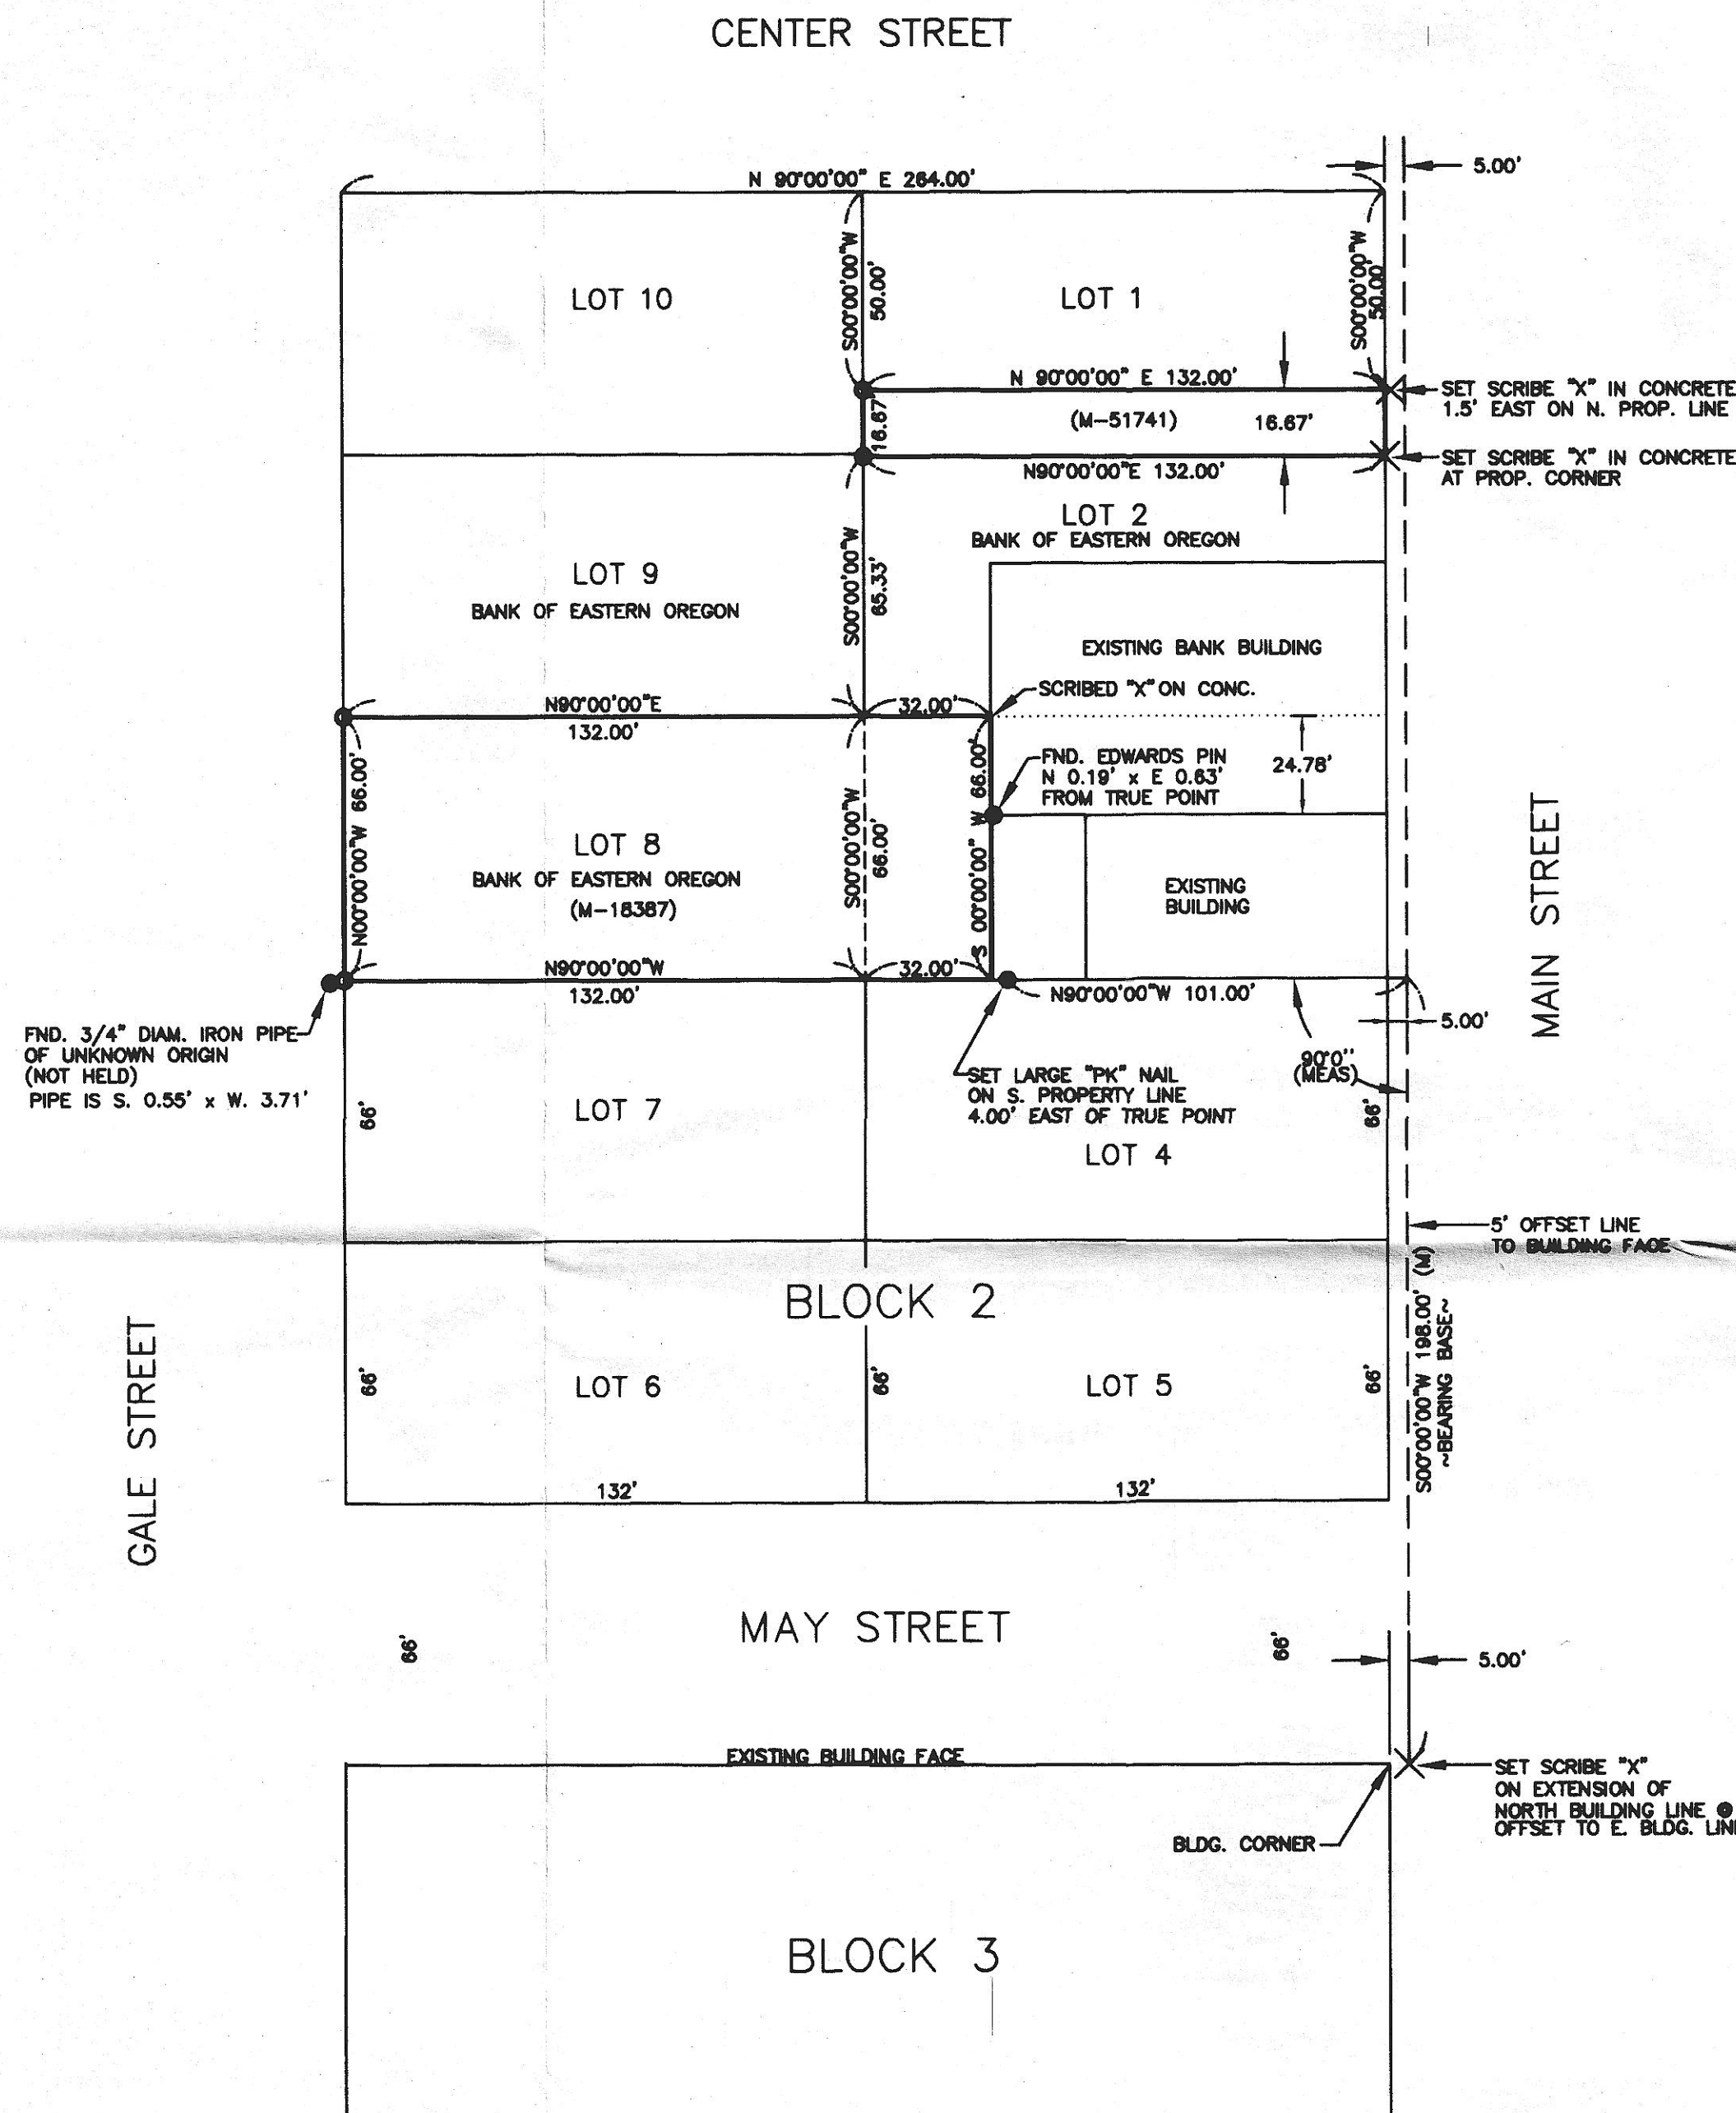 CENTER STREET
5.00'
N 90°00'00" E 264.00'
LOT 10
S00°00'00"W
50.00'
LOT 1
S00°00'00"W
50.00'
N 90°00'00" E 132.00'
(M-51741)
16.67'
16.67'
SET SCRIBE "X" IN CONCRETE
1.5' EAST ON N. PROP. LINE
N90°00'00"E 132.00'
SET SCRIBE "X" IN CONCRETE
AT PROP. CORNER
LOT 2
BANK OF EASTERN OREGON
LOT 9
BANK OF EASTERN OREGON
S00°00'00"W
65.33'
EXISTING BANK BUILDING
SCRIBED "X" ON CONC.
N90°00'00"E
132.00'
32.00'
FND. EDWARDS PIN
N 0.19' x E 0.63'
FROM TRUE POINT
24.78'
N00°00'00"W 66.00'
LOT 8
BANK OF EASTERN OREGON
(M-18387)
S00°00'00"W
66.00'
S 00°00'00" W 66.00'
EXISTING
BUILDING
MAIN STREET
N90°00'00"W
132.00'
32.00'
N90°00'00"W 101.00'
5.00'
FND. 3/4" DIAM. IRON PIPE
OF UNKNOWN ORIGIN
(NOT HELD)
PIPE IS S. 0.55' x W. 3.71'
SET LARGE "PK" NAIL
ON S. PROPERTY LINE
4.00' EAST OF TRUE POINT
90°0''
(MEAS)
66'
LOT 7
LOT 4
66'
5' OFFSET LINE
TO BUILDING FACE
BLOCK 2
S00°00'00"W 198.00' (M)
~BEARING BASE~
GALE STREET
66'
LOT 6
66'
LOT 5
66'
132'
132'
MAY STREET
66'
66'
5.00'
EXISTING BUILDING FACE
SET SCRIBE "X"
ON EXTENSION OF
NORTH BUILDING LINE @
OFFSET TO E. BLDG.
BLDG. CORNER
BLOCK 3